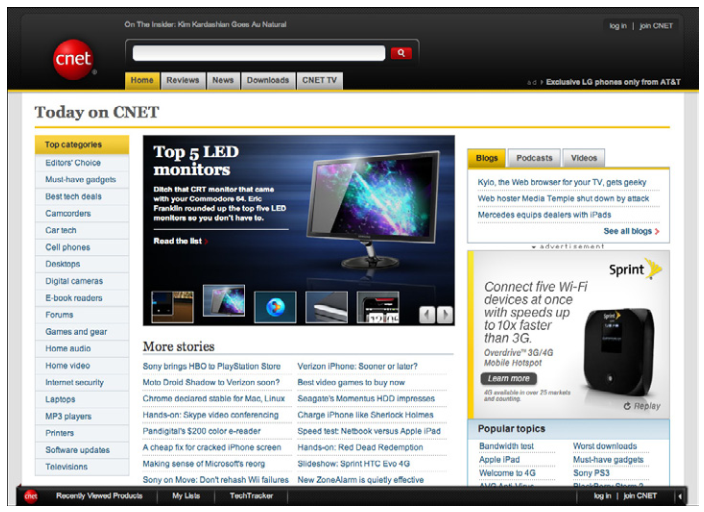 On The Insider: Kim Kardashian Goes Au Natural
log in | join CNET
cnet
Home
Reviews
News
Downloads
CNET TV
ad > Exclusive LG phones only from AT&T
Today on CNET
Top categories
Editors' Choice
Must-have gadgets
Best tech deals
Camcorders
Car tech
Cell phones
Desktops
Digital cameras
E-book readers
Forums
Games and gear
Home audio
Home video
Internet security
Laptops
MP3 players
Printers
Software updates
Televisions
Top 5 LED
monitors
Ditch that CRT monitor that came
with your Commodore 64. Eric
Franklin rounded up the top five LED
monitors so you don't have to.
Read the list
More stories
Sony brings HBO to PlayStation Store
Moto Droid Shadow to Verizon soon?
Chrome declared stable for Mac, Linux
Hands-on: Skype video conferencing
Pandigital's $200 color e-reader
A cheap fix for cracked iPhone screen
Making sense of Microsoft's reorg
Sony on Move: Don't rehash Wii failures
Verizon iPhone: Sooner or later?
Best video games to buy now
Seagate's Momentus HDD impresses
Charge iPhone like Sherlock Holmes
Speed test: Netbook versus Apple iPad
Hands-on: Red Dead Redemption
Slideshow: Sprint HTC Evo 4G
New ZoneAlarm is quietly effective
Blogs
Podcasts
Videos
Kylo, the Web browser for your TV, gets geeky
Web hoster Media Temple shut down by attack
Mercedes equips dealers with iPads
See all blogs >
advertisement
Sprint
Connect five Wi-Fi
devices at once
with speeds up
to 10x faster
than 3G.
Overdrive™ 3G/4G
Mobile Hotspot
Learn more
4G available in over 25 markets
and counting.
Sprint
Replay
Popular topics
Bandwidth test
Apple iPad
Welcome to 4G
AVG Anti-Virus
Worst downloads
Must-have gadgets
Sony PS3
BlackBerry Storm 2
cnet
Recently Viewed Products
My Lists
TechTracker
log in | join CNET